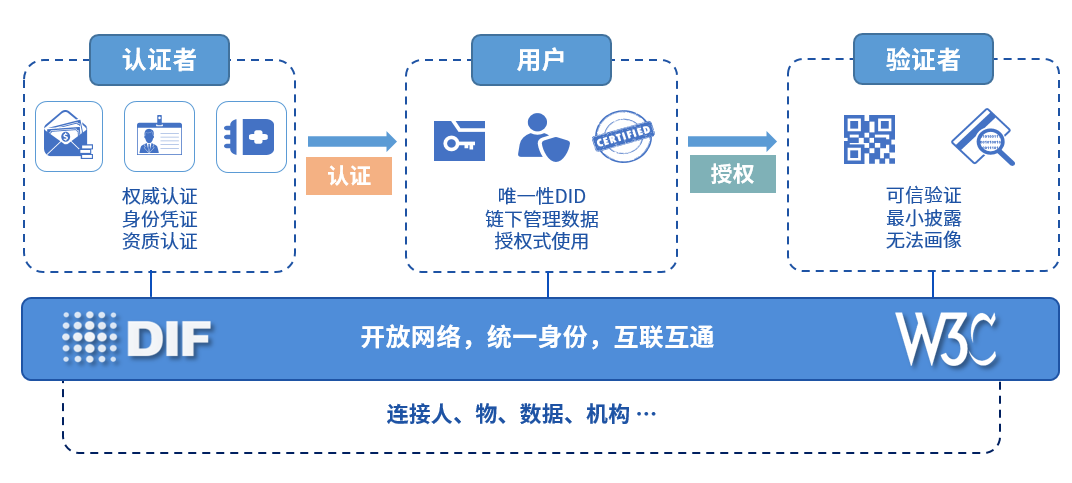 认证者
用户
验证者
CERTIFIED
认证
授权
权威认证
身份凭证
资质认证
唯一性DID
链下管理数据
授权式使用
可信验证
最小披露
无法画像
DIF
开放网络，统一身份，互联互通
W3C
连接人、物、数据、机构 …